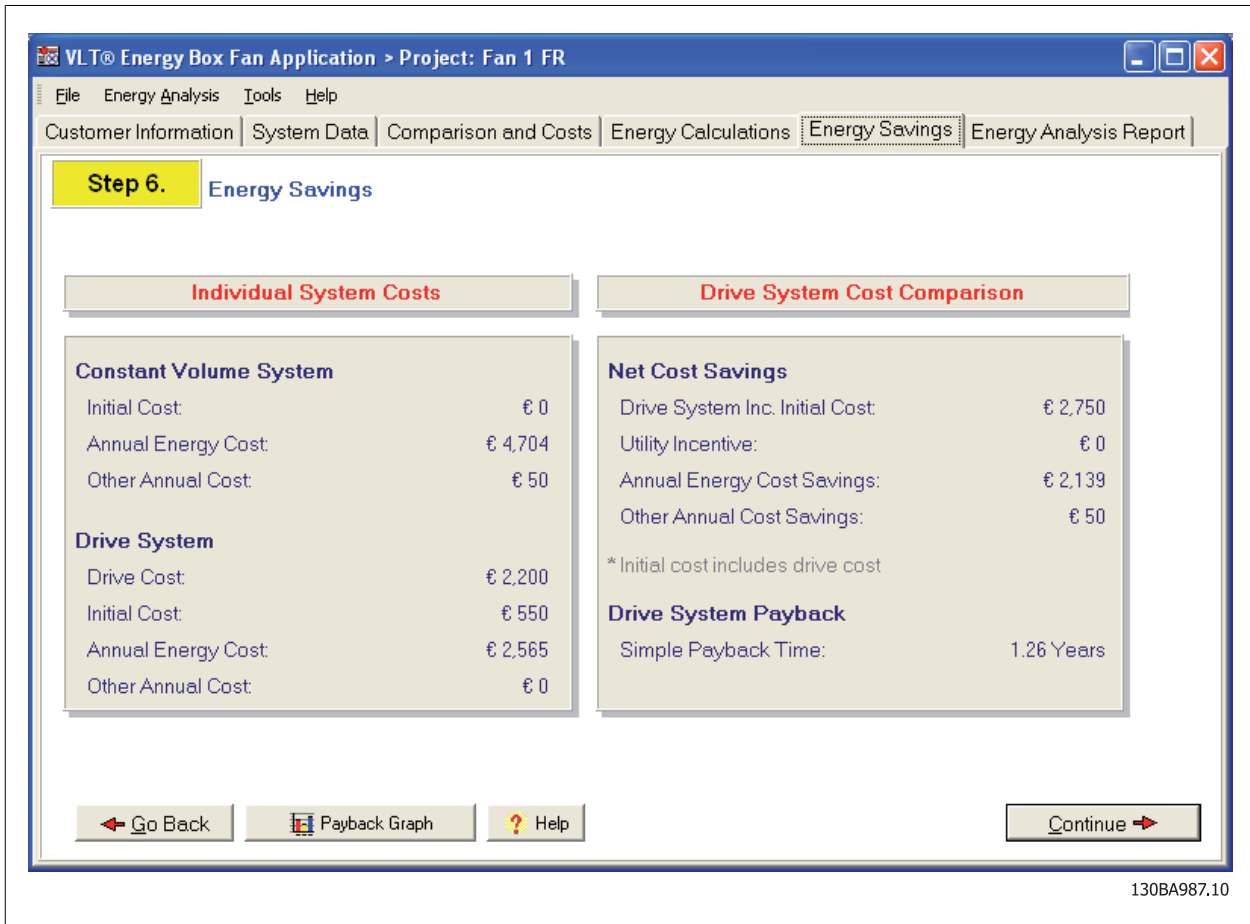 VLT® Energy Box Fan Application > Project: Fan 1 FR
File Energy Analysis Tools Help
Customer Information System Data Comparison and Costs Energy Calculations Energy Savings Energy Analysis Report
Step 6. Energy Savings
Individual System Costs
Constant Volume System
Initial Cost: € 0
Annual Energy Cost: € 4,704
Other Annual Cost: € 50
Drive System
Drive Cost: € 2,200
Initial Cost: € 550
Annual Energy Cost: € 2,565
Other Annual Cost: € 0
Drive System Cost Comparison
Net Cost Savings
Drive System Inc. Initial Cost: € 2,750
Utility Incentive: € 0
Annual Energy Cost Savings: € 2,139
Other Annual Cost Savings: € 50
* Initial cost includes drive cost
Drive System Payback
Simple Payback Time: 1.26 Years
Go Back Payback Graph ? Help Continue
130BA987.10